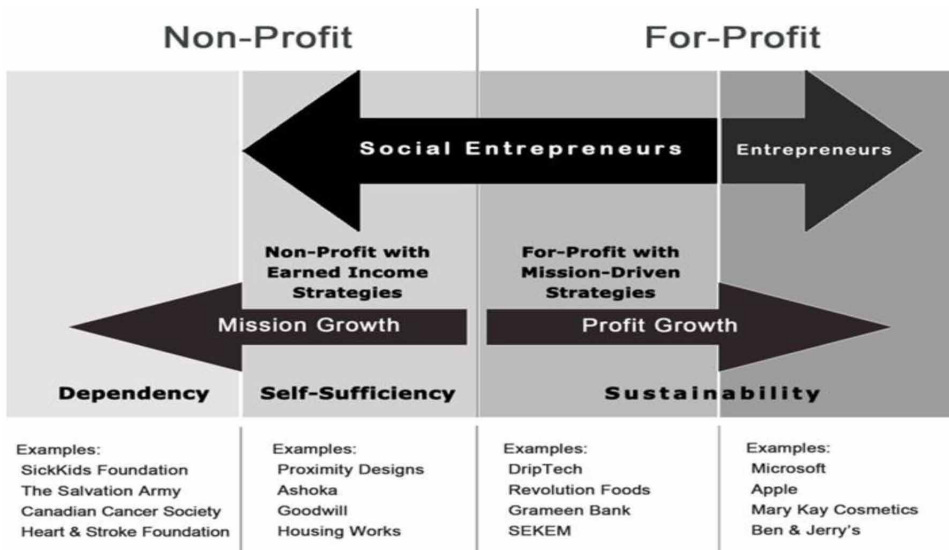 Non-Profit
For-Profit
Social Entrepreneurs
Entrepreneurs
Non-Profit with
Earned Income
Strategies
For-Profit with
Mission-Driven
Strategies
Mission Growth
Profit Growth
Dependency
Self-Sufficiency
Sustainability
Examples:
SickKids Foundation
The Salvation Army
Canadian Cancer Society
Heart & Stroke Foundation
Examples:
Proximity Designs
Ashoka
Goodwill
Housing Works
Examples:
DripTech
Revolution Foods
Grameen Bank
SEKEM
Examples:
Microsoft
Apple
Mary Kay Cosmetics
Ben & Jerry's